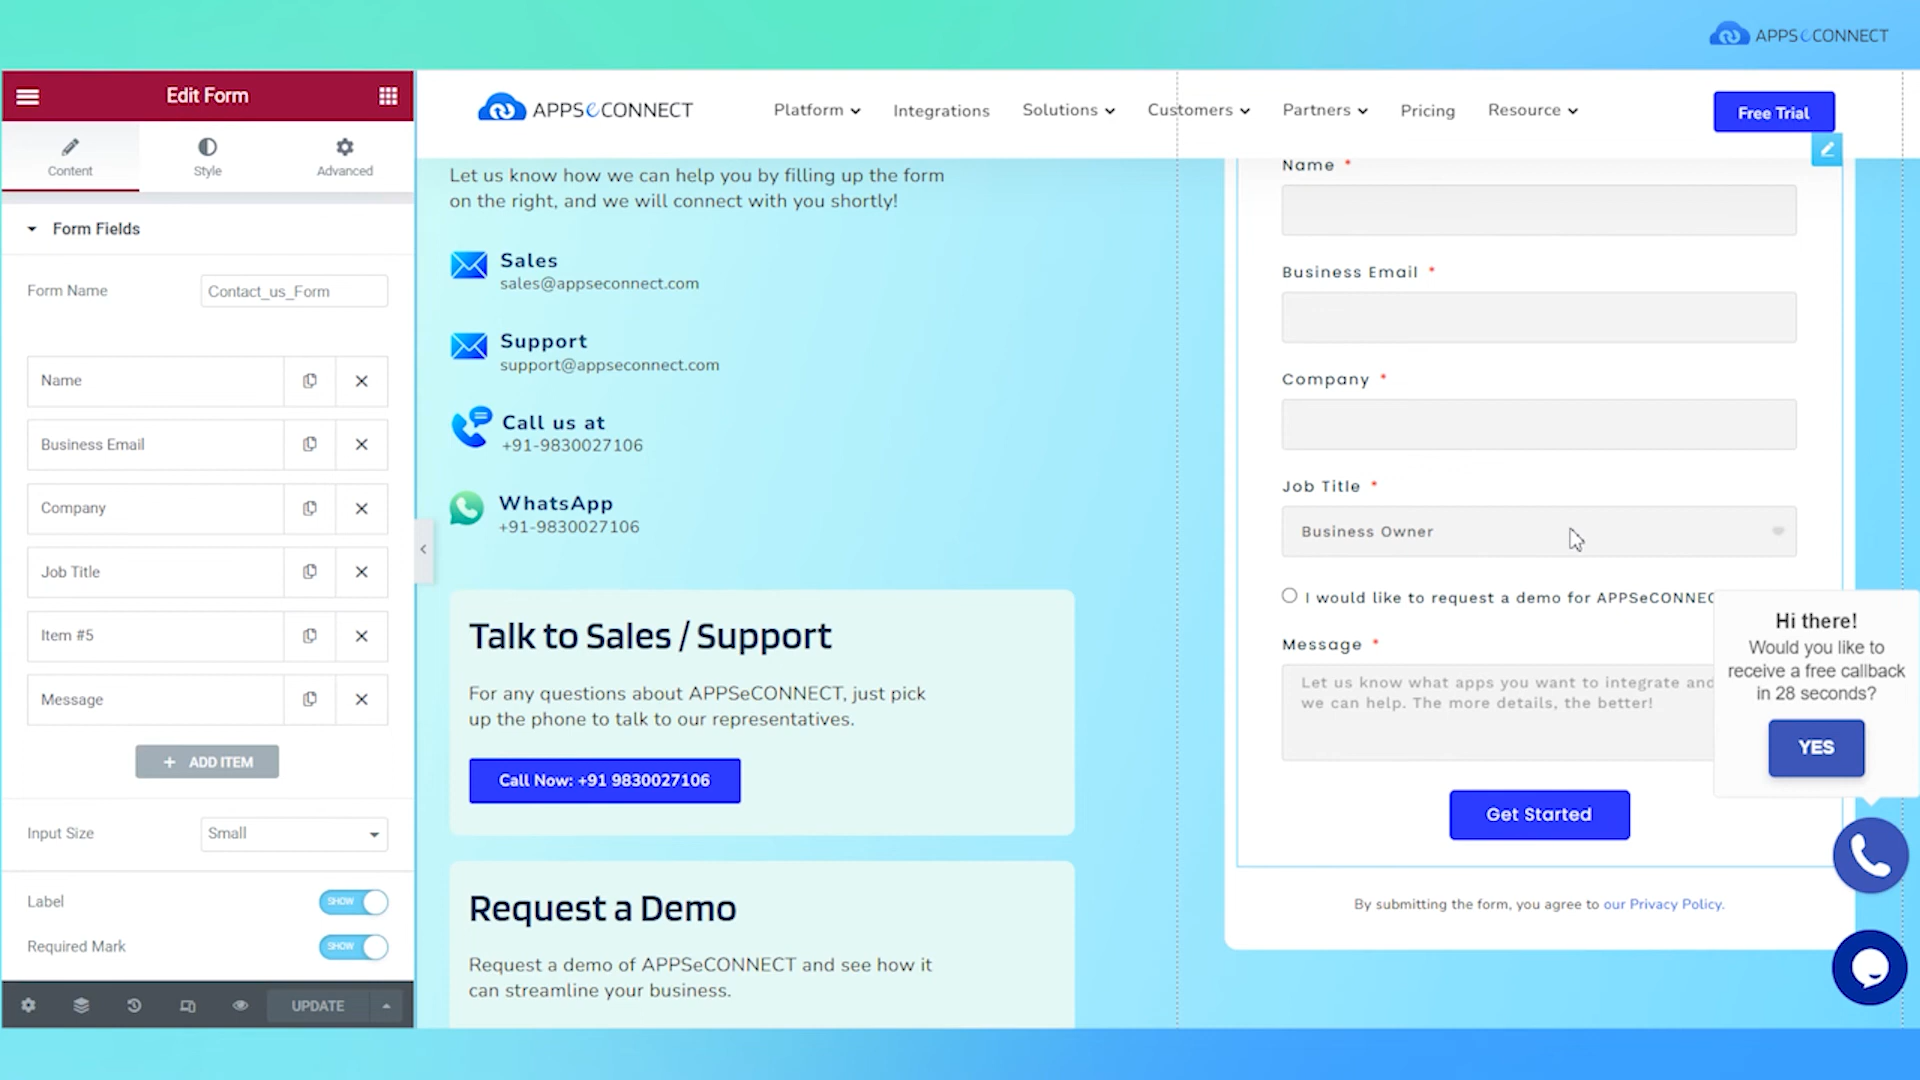 APPSeCONNECT
Edit Form
Content
Style
Advanced
Form Fields
Form Name
Contact_us_Form
Name
Business Email
Company
Job Title
Item #5
Message
ADD ITEM
Input Size
Small
Label
SHOW
Required Mark
SHOW
UPDATE
APPSeCONNECT
Platform
Integrations
Solutions
Customers
Partners
Pricing
Resource
Free Trial
Let us know how we can help you by filling up the form
on the right, and we will connect with you shortly!
Sales
sales@appseconnect.com
Support
support@appseconnect.com
Call us at
+91-9830027106
WhatsApp
+91-9830027106
Talk to Sales / Support
For any questions about APPSeCONNECT, just pick
up the phone to talk to our representatives.
Call Now: +91 9830027106
Request a Demo
Request a demo of APPSeCONNECT and see how it
can streamline your business.
Name *
Business Email *
Company *
Job Title *
Business Owner
I would like to request a demo for APPSeCONNEC
Message *
Let us know what apps you want to integrate and
we can help. The more details, the better!
Get Started
By submitting the form, you agree to our Privacy Policy.
Hi there!
Would you like to
receive a free callback
in 28 seconds?
YES